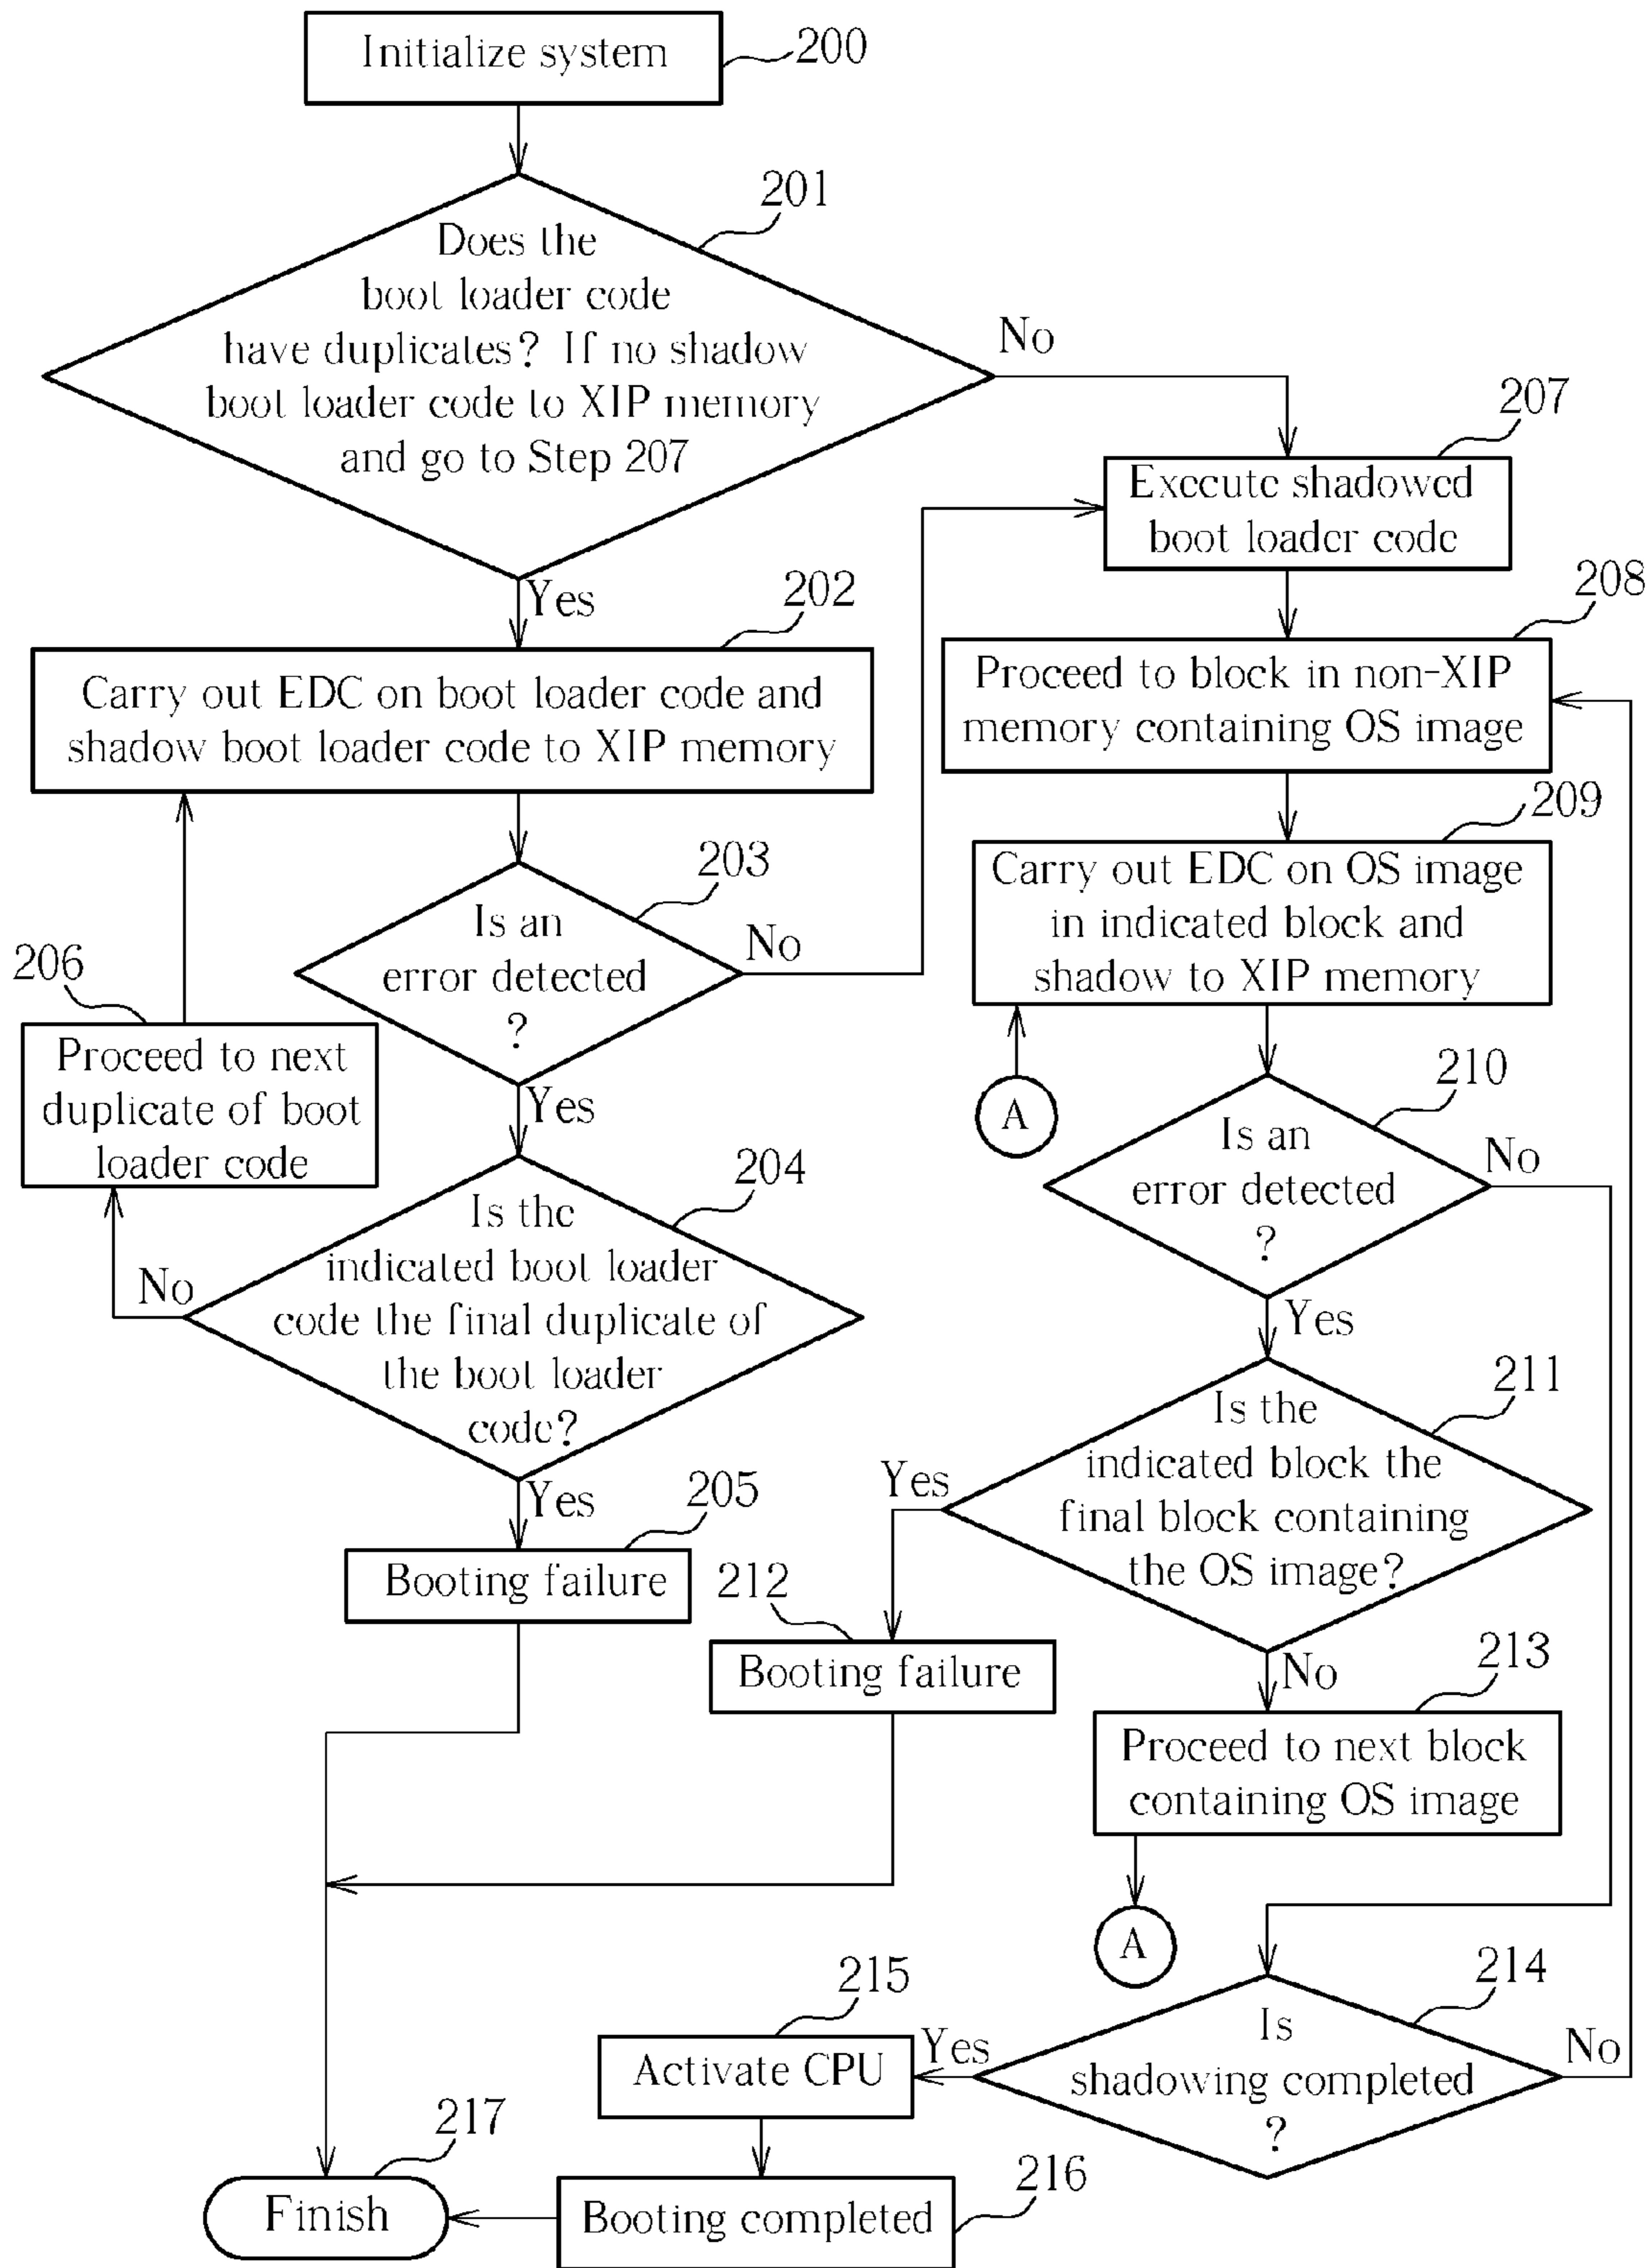 Initialize system
200
201
Does the
boot loader code
have duplicates? If no shadow
boot loader code to XIP memory
and go to Step 207
No
Yes
202
Carry out EDC on boot loader code and
shadow boot loader code to XIP memory
203
Is an
error detected
?
No
Yes
206
Proceed to next
duplicate of boot
loader code
204
Is the
indicated boot loader
code the final duplicate of
the boot loader
code?
No
Yes
205
Booting failure
207
Execute shadowed
boot loader code
208
Proceed to block in non-XIP
memory containing OS image
209
Carry out EDC on OS image
in indicated block and
shadow to XIP memory
A
210
Is an
error detected
?
No
Yes
211
Is the
indicated block the
final block containing
the OS image?
Yes
No
212
Booting failure
213
Proceed to next block
containing OS image
A
214
Is
shadowing completed
?
No
Yes
215
Activate CPU
216
Booting completed
217
Finish